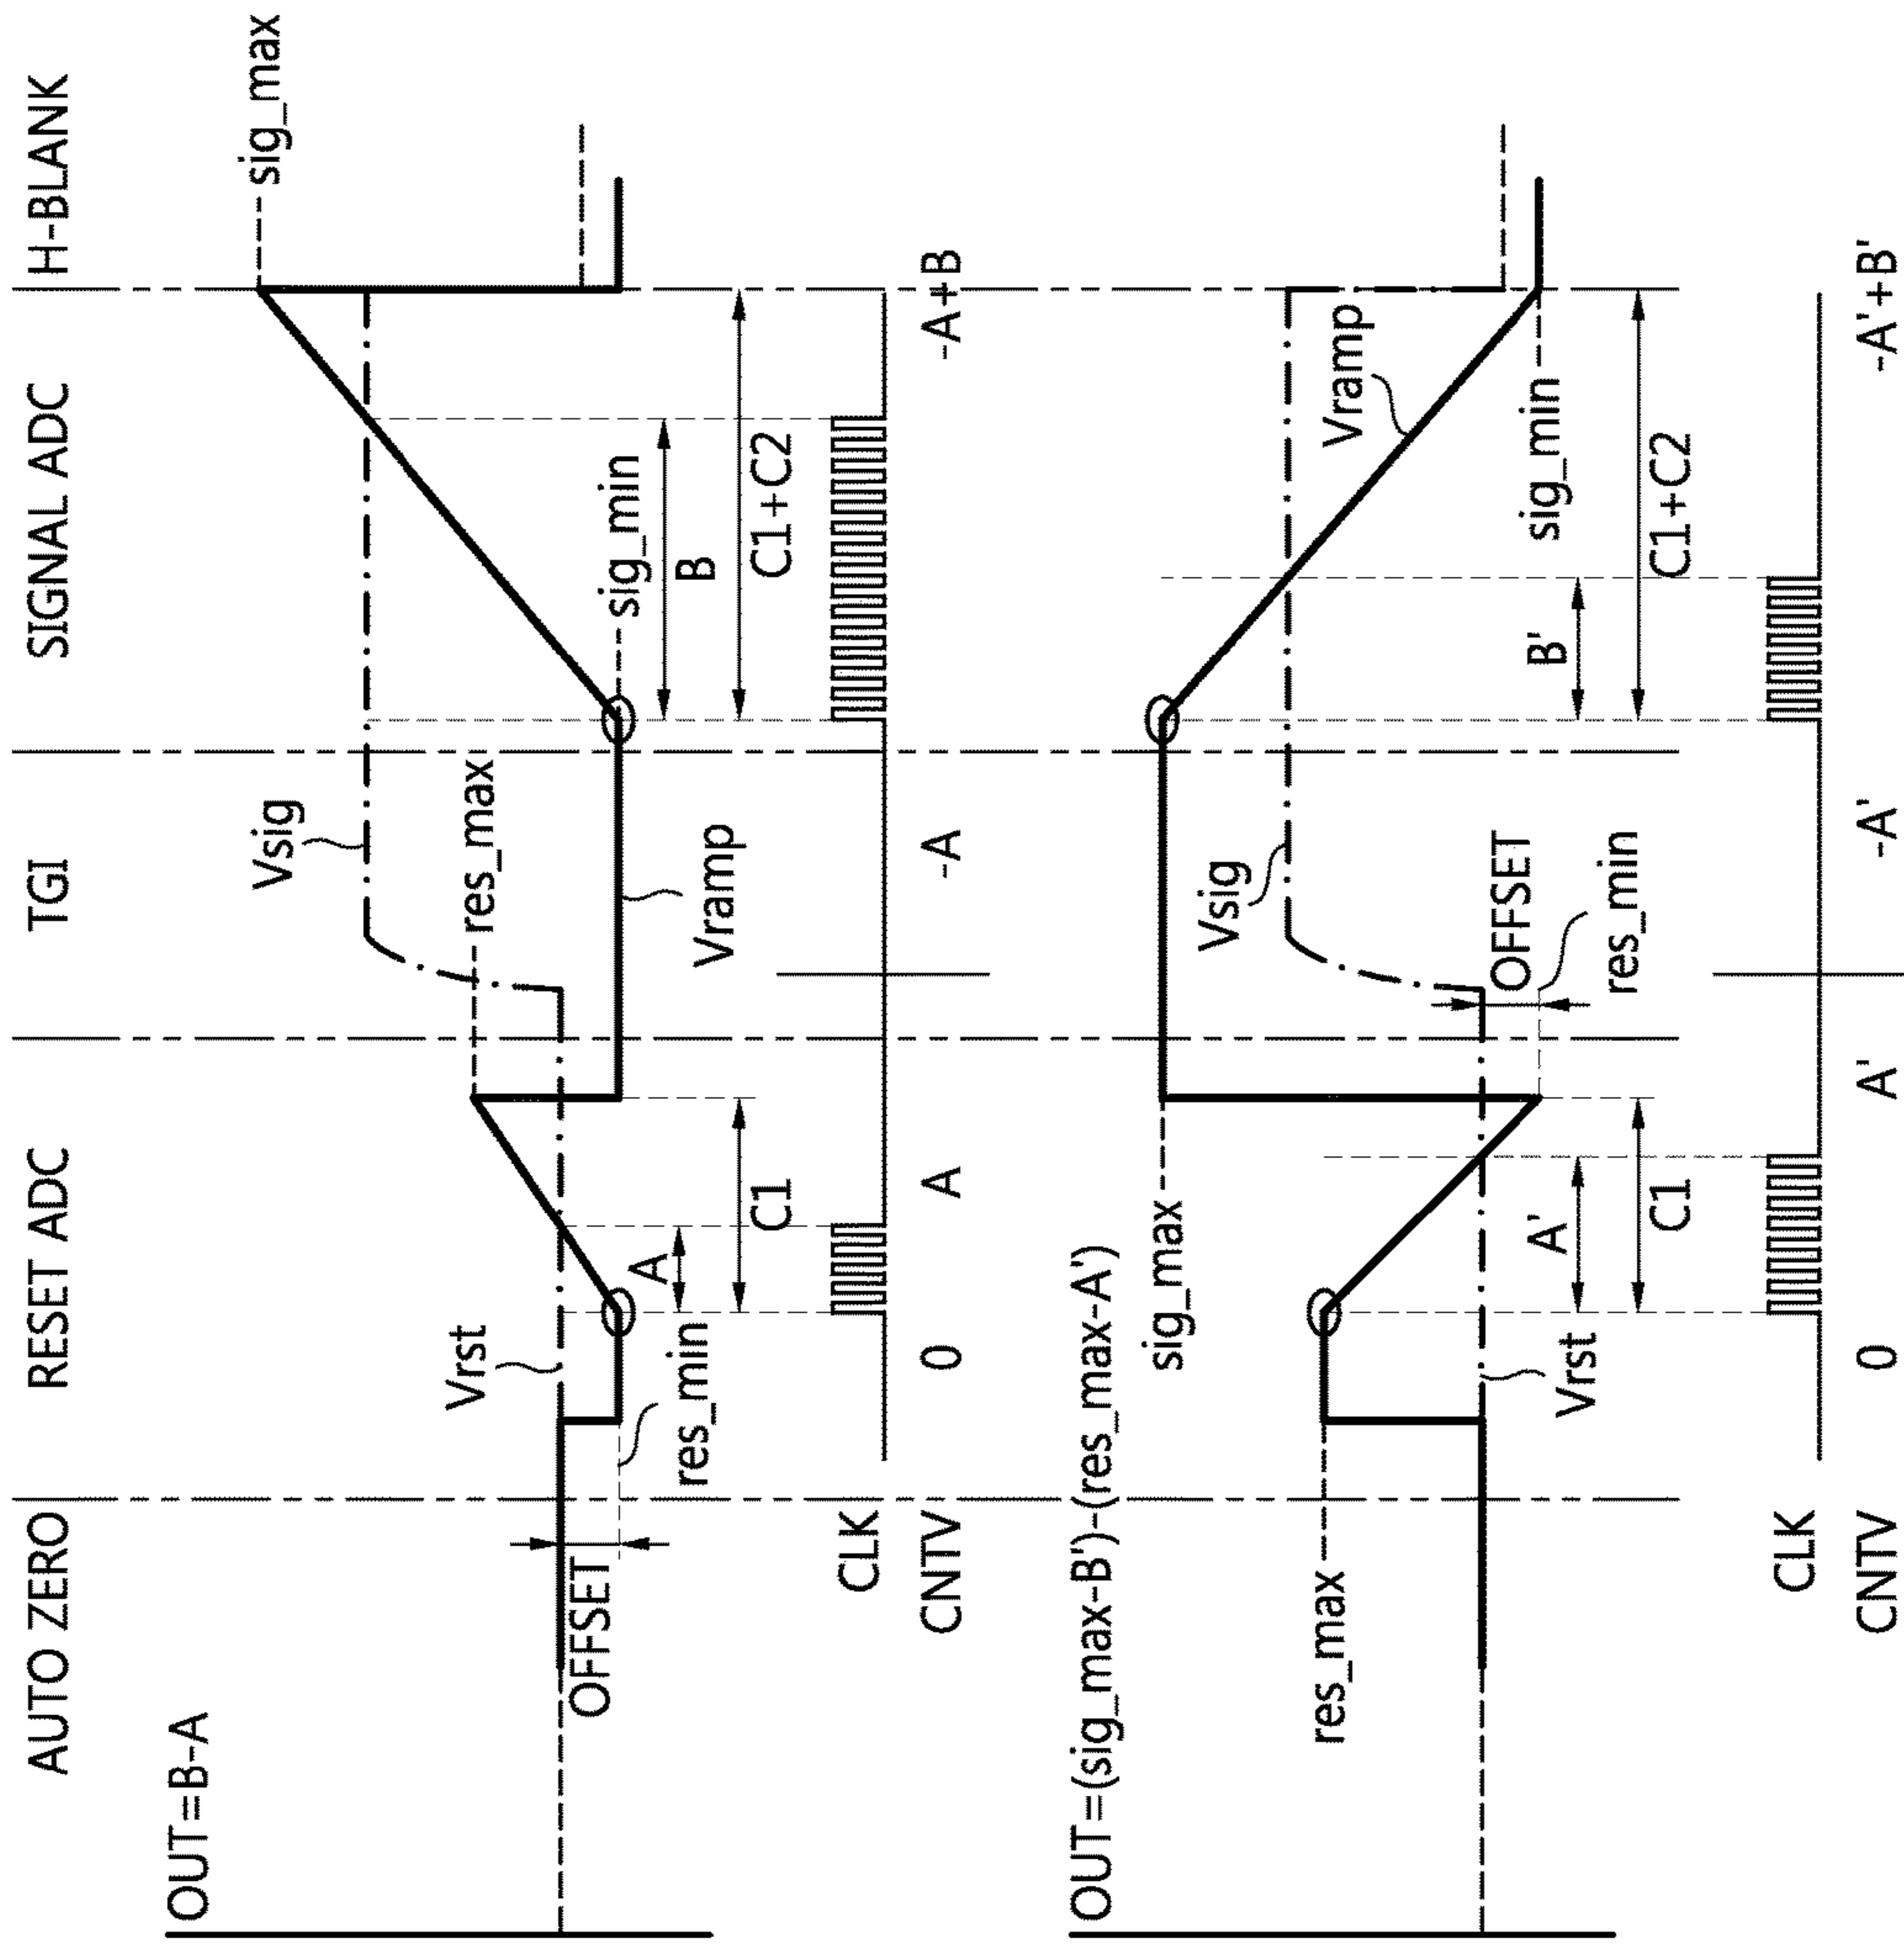 AUTO ZERO
RESET ADC
TGI
SIGNAL ADC
H-BLANK
OUT=B-A
sig_max
Vsig
res_max
Vrst
OFFSET
res_min
A
C1
Vramp
sig_min
B
C1+C2
CLK
CNTV
0
A
-A
-A+B
OUT=(sig_max-B')-(res_max-A')
sig_max
res_max
Vsig
Vramp
OFFSET
res_min
Vrst
A'
C1
B'
sig_min
C1+C2
CLK
CNTV
0
A'
-A'
-A'+B'